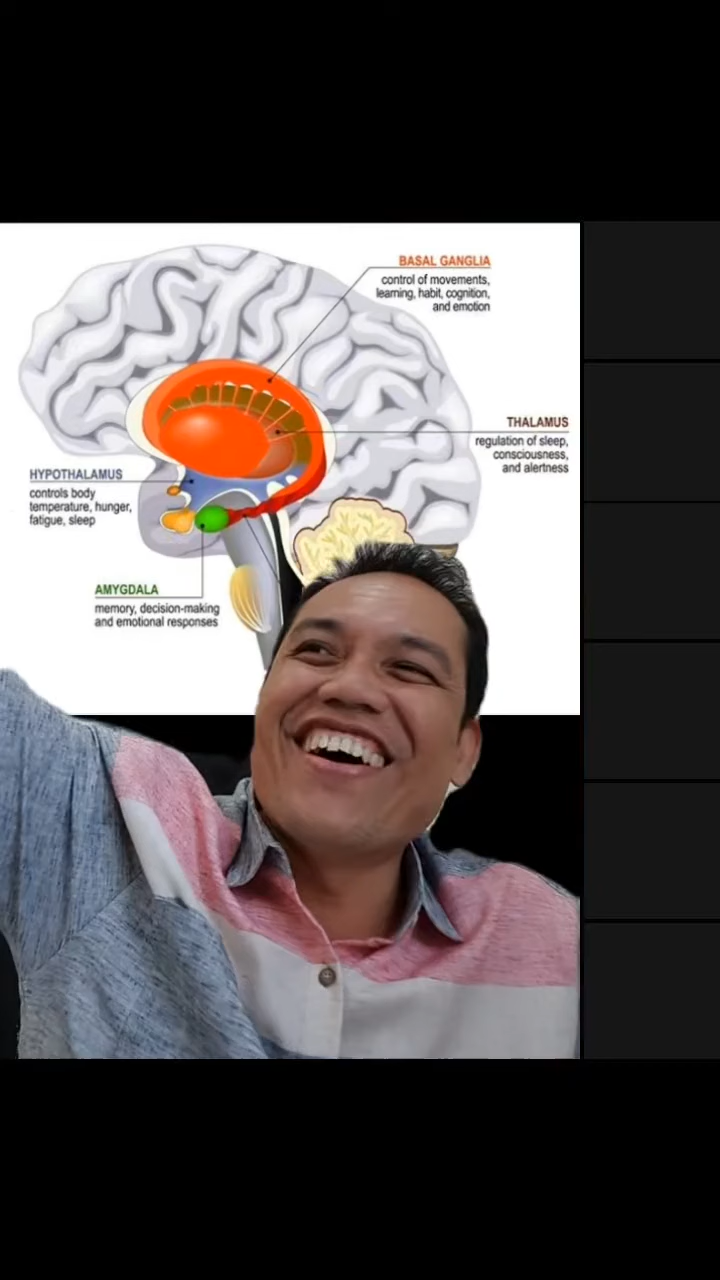 BASAL GANGLIA
control of movements,
learning, habit, cognition,
and emotion
THALAMUS
regulation of sleep,
consciousness,
and alertness
HYPOTHALAMUS
controls body
temperature, hunger,
fatigue, sleep
AMYGDALA
memory, decision-making
and emotional responses